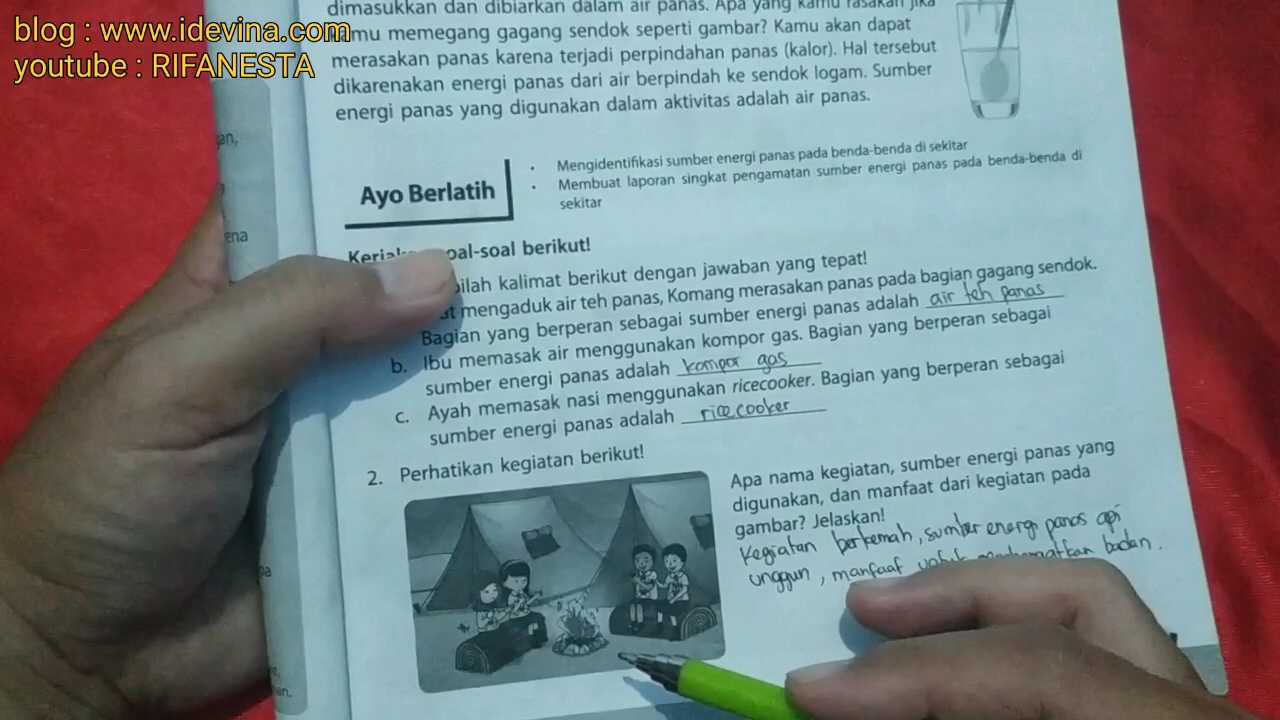 blog : www.idevina.com
youtube : RIFANESTA
dimasukkan dan dibiarkan dalam air panas. Apa yang kamu rasakan jika
kamu memegang gagang sendok seperti gambar? Kamu akan dapat
merasakan panas karena terjadi perpindahan panas (kalor). Hal tersebut
dikarenakan energi panas dari air berpindah ke sendok logam. Sumber
energi panas yang digunakan dalam aktivitas adalah air panas.
Ayo Berlatih
• Mengidentifikasi sumber energi panas pada benda-benda di sekitar
• Membuat laporan singkat pengamatan sumber energi panas pada benda-benda di
sekitar
soal-soal berikut!
kalimat berikut dengan jawaban yang tepat!
mengaduk air teh panas, Komang merasakan panas pada bagian gagang sendok.
Bagian yang berperan sebagai sumber energi panas adalah air teh panas
b. Ibu memasak air menggunakan kompor gas. Bagian yang berperan sebagai
sumber energi panas adalah kompor gas
c. Ayah memasak nasi menggunakan ricecooker. Bagian yang berperan sebagai
sumber energi panas adalah ricecooker
2. Perhatikan kegiatan berikut!
Apa nama kegiatan, sumber energi panas yang
digunakan, dan manfaat dari kegiatan pada
gambar? Jelaskan!
Kegiatan berkemah, sumber energi panas api
unggun, manfaat untuk menghangatkan badan.